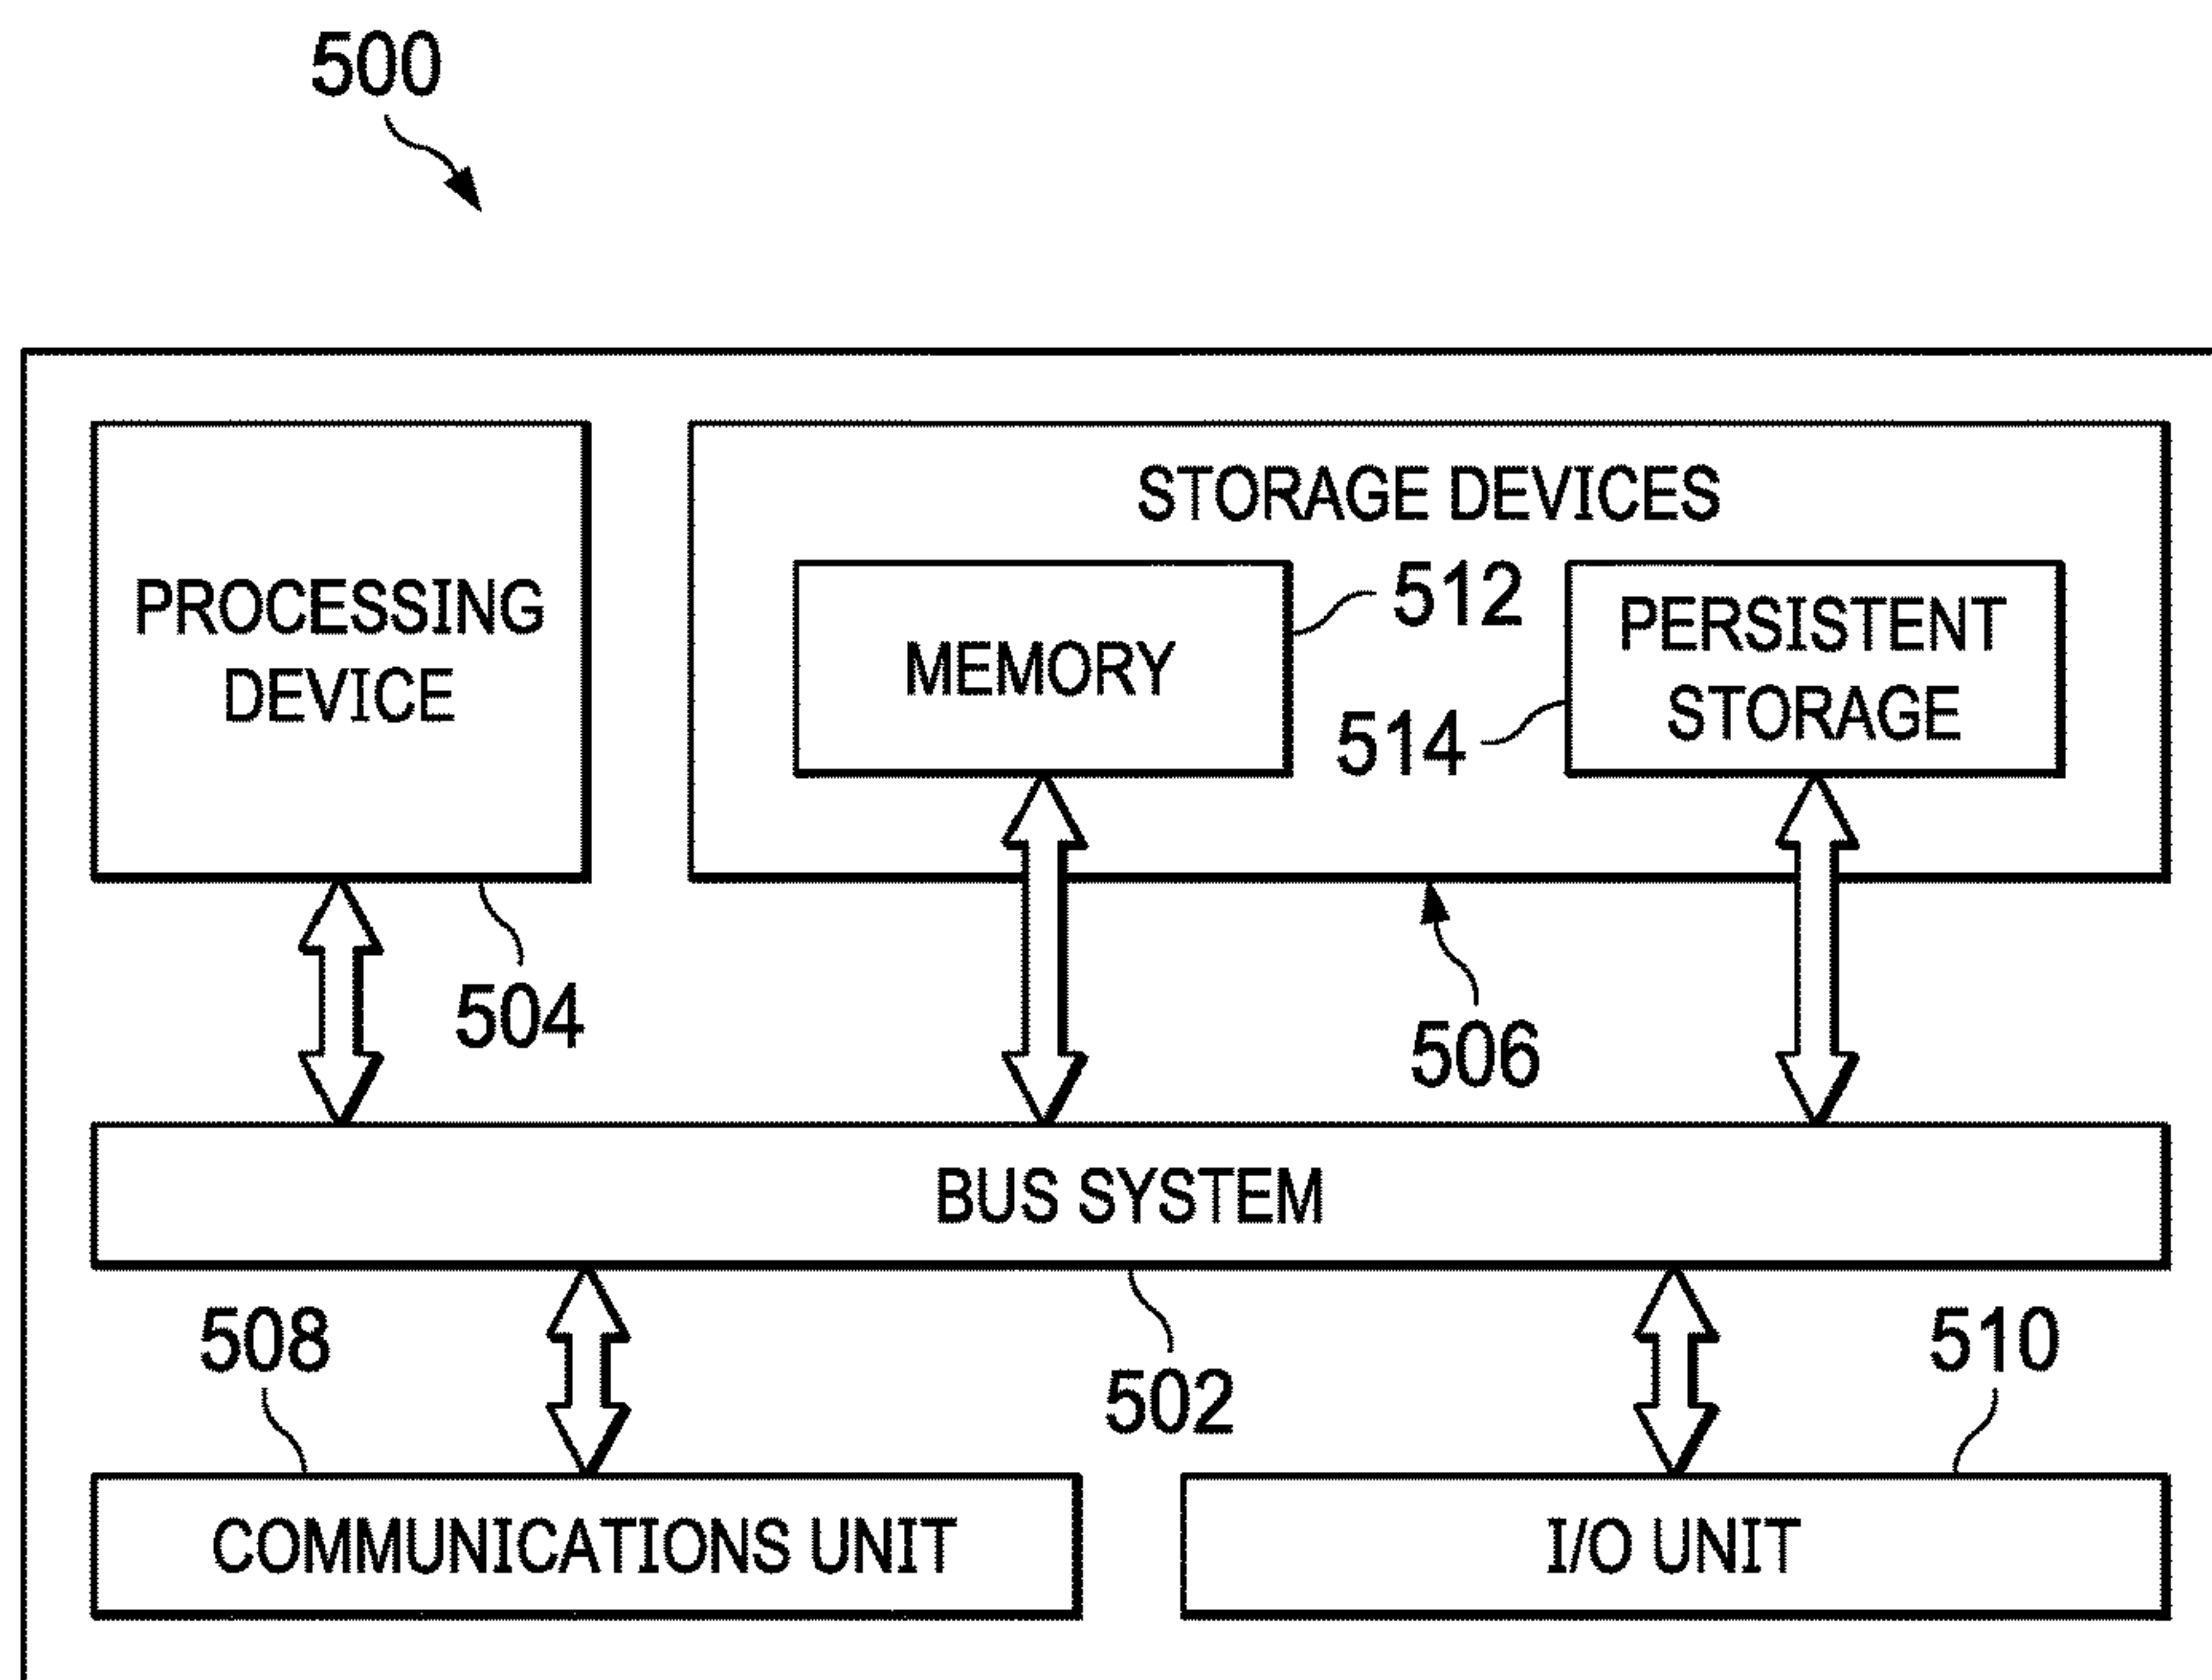 500
STORAGE DEVICES
PROCESSING
DEVICE
MEMORY
512
514
PERSISTENT
STORAGE
504
506
BUS SYSTEM
508
502
510
COMMUNICATIONS UNIT
I/O UNIT